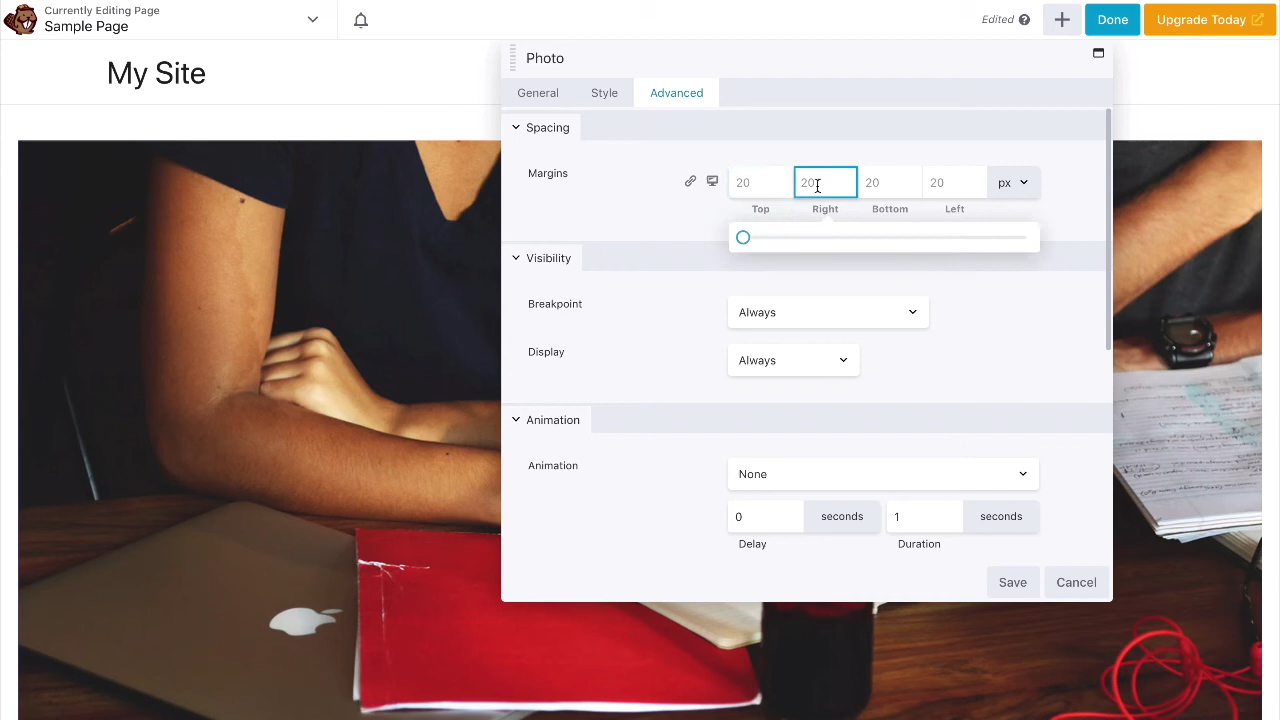 Currently Editing Page
Sample Page
Edited
Done
Upgrade Today
My Site
Photo
General Style Advanced
Spacing
Margins
20 20 20 20 px
Top Right Bottom Left
Visibility
Breakpoint
Always
Display
Always
Animation
Animation
None
0 seconds 1 seconds
Delay Duration
Save Cancel